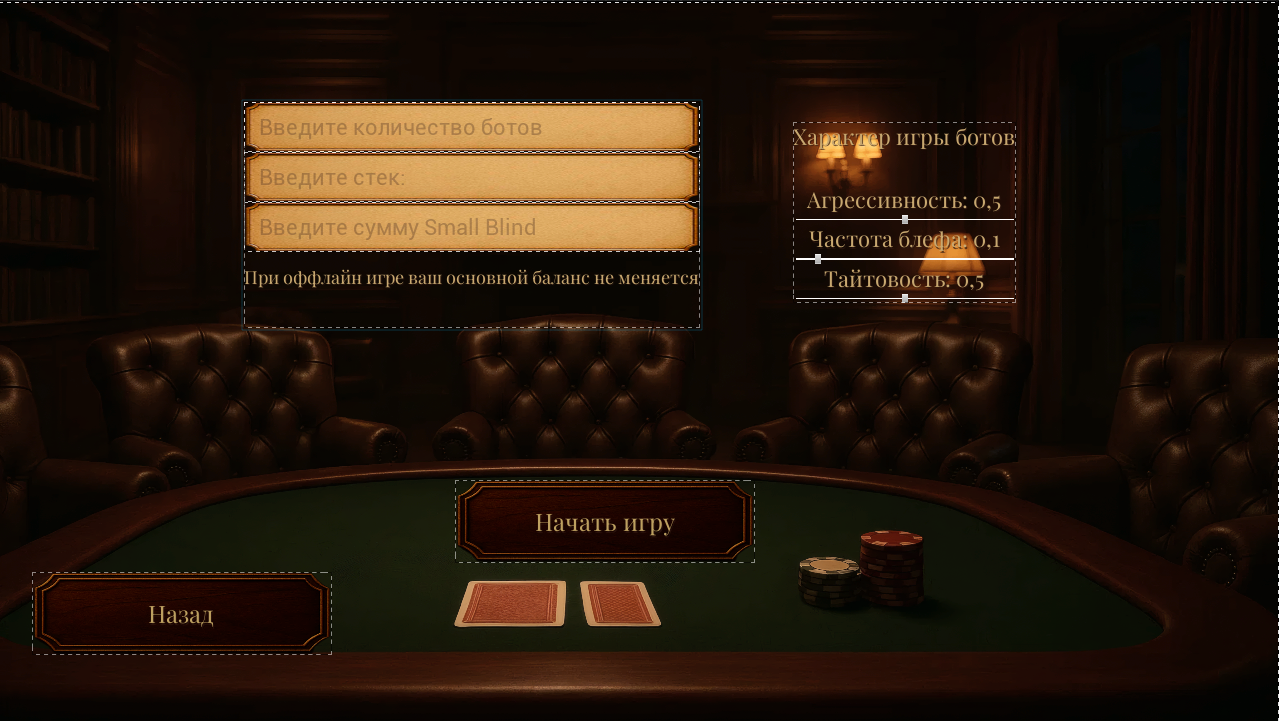 Введите количество ботов
Введите стек:
Введите сумму Small Blind
При оффлайн игре ваш основной баланс не меняется
Характер игры ботов
Агрессивность: 0,5
Частота блефа: 0,1
Тайтовость: 0,5
Начать игру
Назад